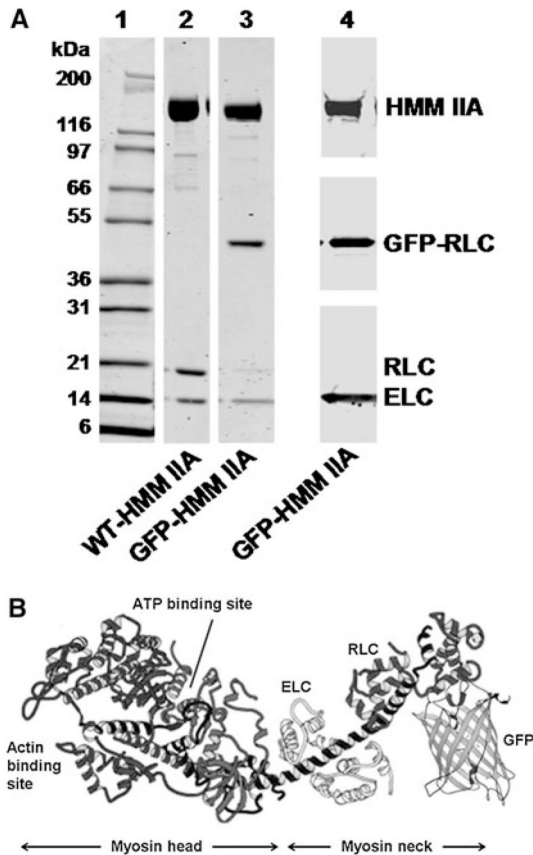 A
1 2 3 4
kDa
200
116
97
66
55
36
31
21
14
6
HMM IIA
GFP-RLC
RLC
ELC
WT-HMM IIA
GFP-HMM IIA
GFP-HMM IIA
B
ATP binding site
RLC
ELC
GFP
Actin
binding
site
Myosin head
Myosin neck